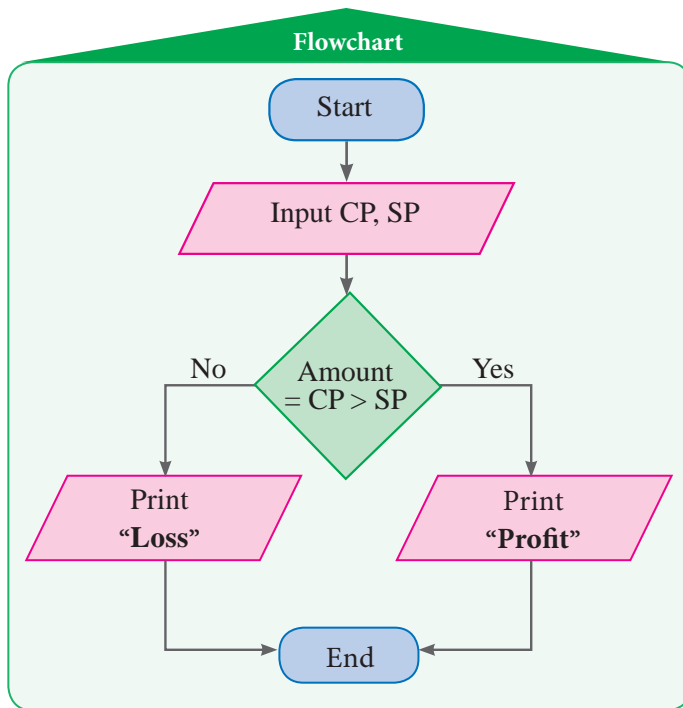 Flowchart
Start
Input CP, SP
Amount
= CP > SP
No
Yes
Print
“Loss”
Print
“Profit”
End